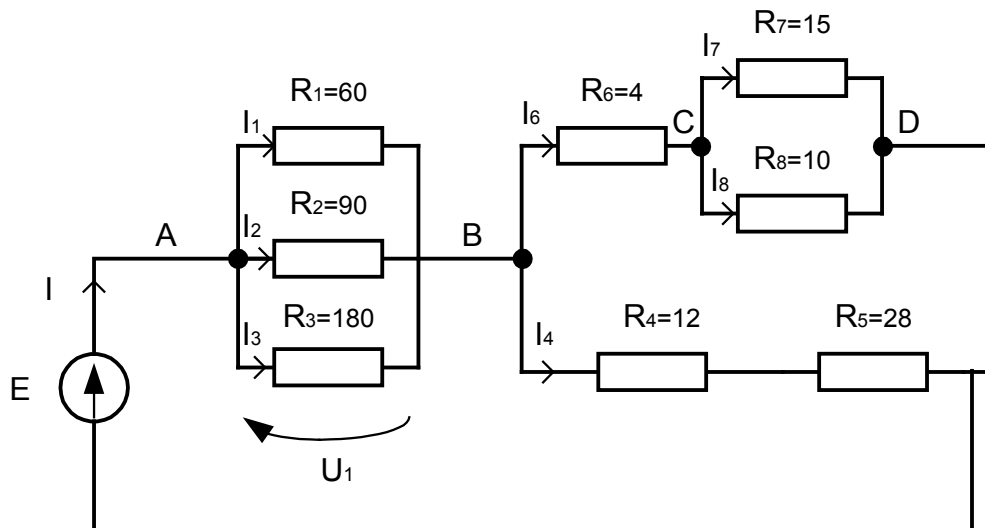 R7=15
I7
R1=60
R6=4
I1
I6
C
D
R8=10
I8
R2=90
A
I2
B
I
R3=180
I3
I4
R4=12
R5=28
E
U1